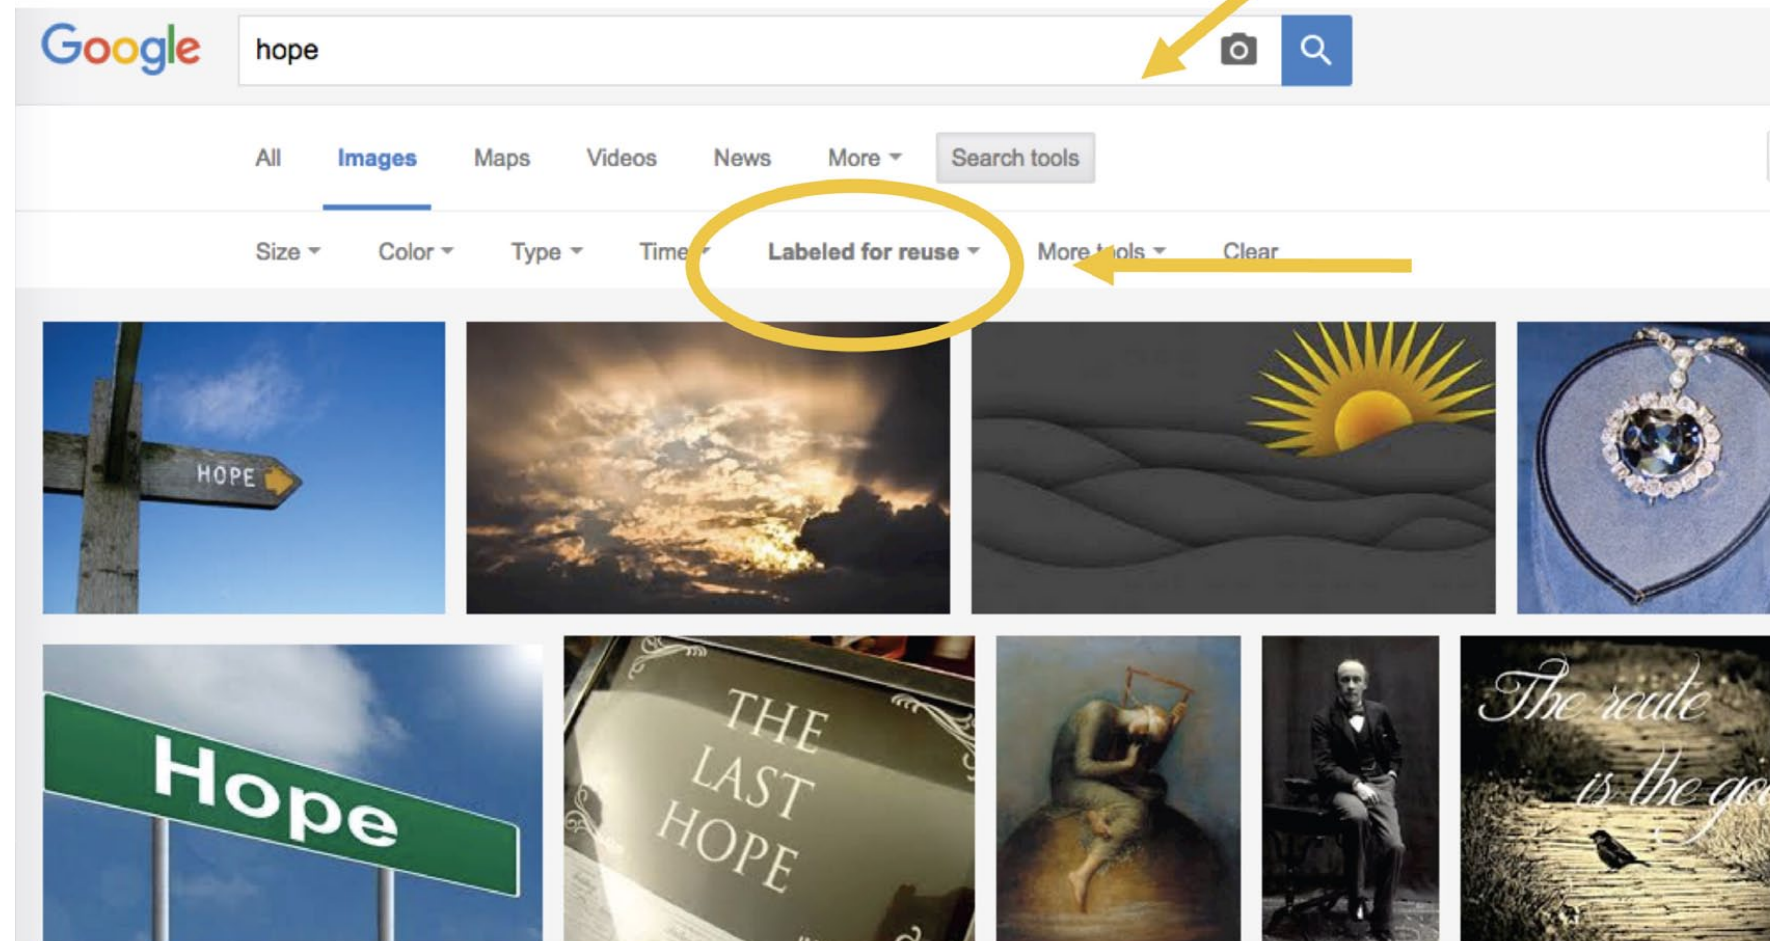 Google hope
All Images Maps Videos News More Search tools
Size Color Type Time Labeled for reuse More tools Clear
HOPE
Hope
THE
LAST
HOPE
The route
is the